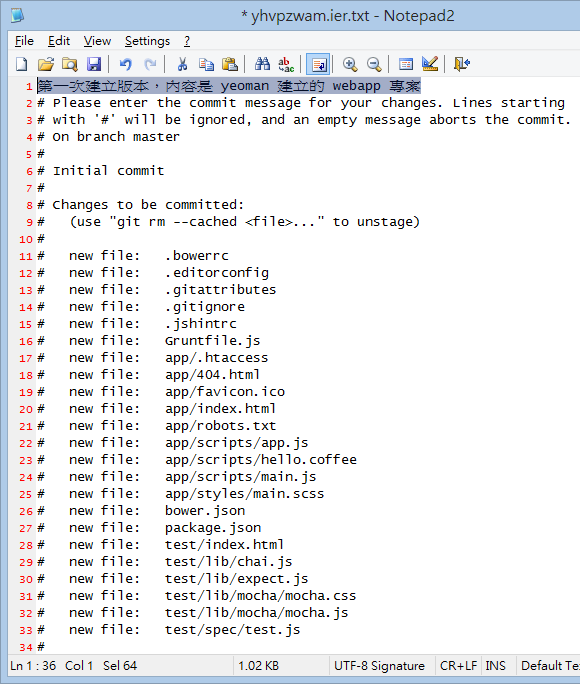 * yhvpzwam.ier.txt - Notepad2
File Edit View Settings ?
1 第一次建立版本，內容是 yeoman 建立的 webapp 專案
2 # Please enter the commit message for your changes. Lines starting
3 # with '#' will be ignored, and an empty message aborts the commit.
4 # On branch master
5 #
6 # Initial commit
7 #
8 # Changes to be committed:
9 #   (use "git rm --cached <file>..." to unstage)
10 #
11 #   new file:   .bowerrc
12 #   new file:   .editorconfig
13 #   new file:   .gitattributes
14 #   new file:   .gitignore
15 #   new file:   .jshintrc
16 #   new file:   Gruntfile.js
17 #   new file:   app/.htaccess
18 #   new file:   app/404.html
19 #   new file:   app/favicon.ico
20 #   new file:   app/index.html
21 #   new file:   app/robots.txt
22 #   new file:   app/scripts/app.js
23 #   new file:   app/scripts/hello.coffee
24 #   new file:   app/scripts/main.js
25 #   new file:   app/styles/main.scss
26 #   new file:   bower.json
27 #   new file:   package.json
28 #   new file:   test/index.html
29 #   new file:   test/lib/chai.js
30 #   new file:   test/lib/expect.js
31 #   new file:   test/lib/mocha/mocha.css
32 #   new file:   test/lib/mocha/mocha.js
33 #   new file:   test/spec/test.js
34 #
Ln 1 : 36 Col 1 Sel 64 1.02 KB UTF-8 Signature CR+LF INS Default Te